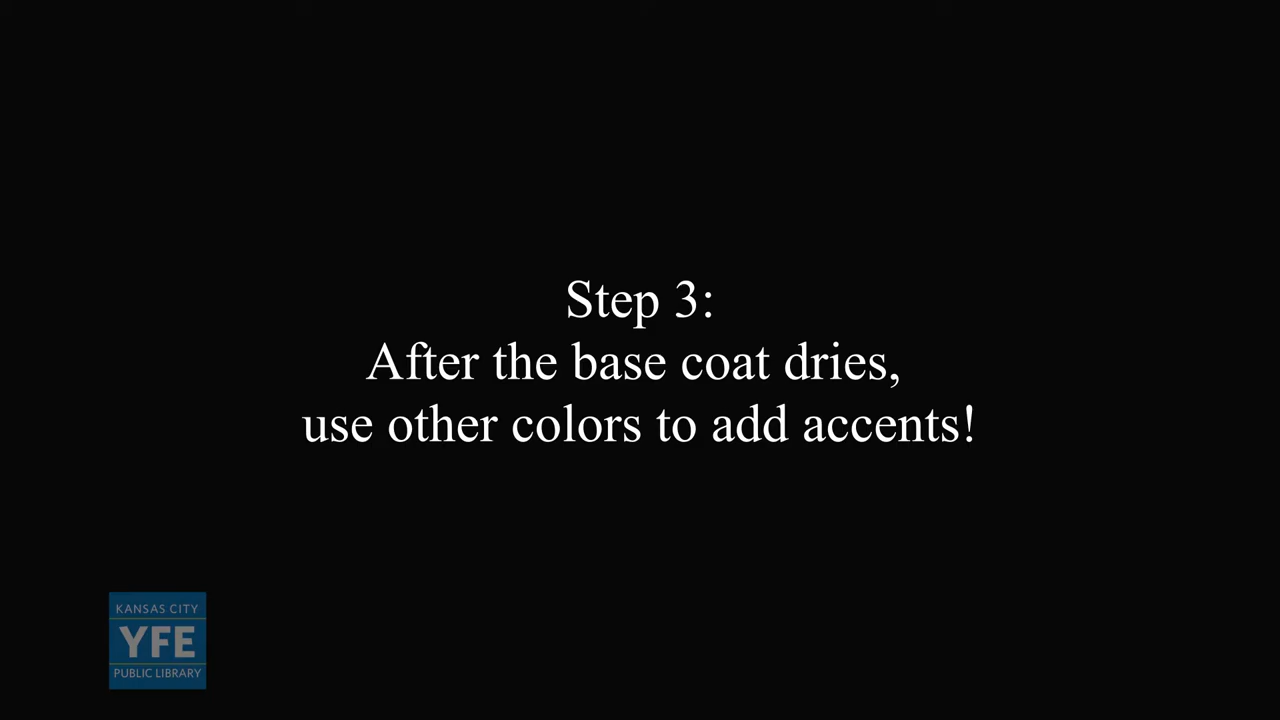 Step 3:
After the base coat dries,
use other colors to add accents!
KANSAS CITY
YFE
PUBLIC LIBRARY